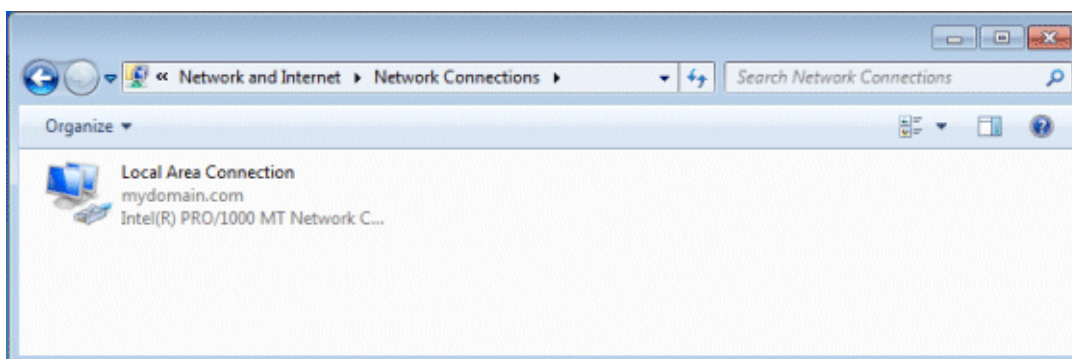 « Network and Internet ▸ Network Connections ▸
Search Network Connections
Organize
Local Area Connection
mydomain.com
Intel(R) PRO/1000 MT Network C...